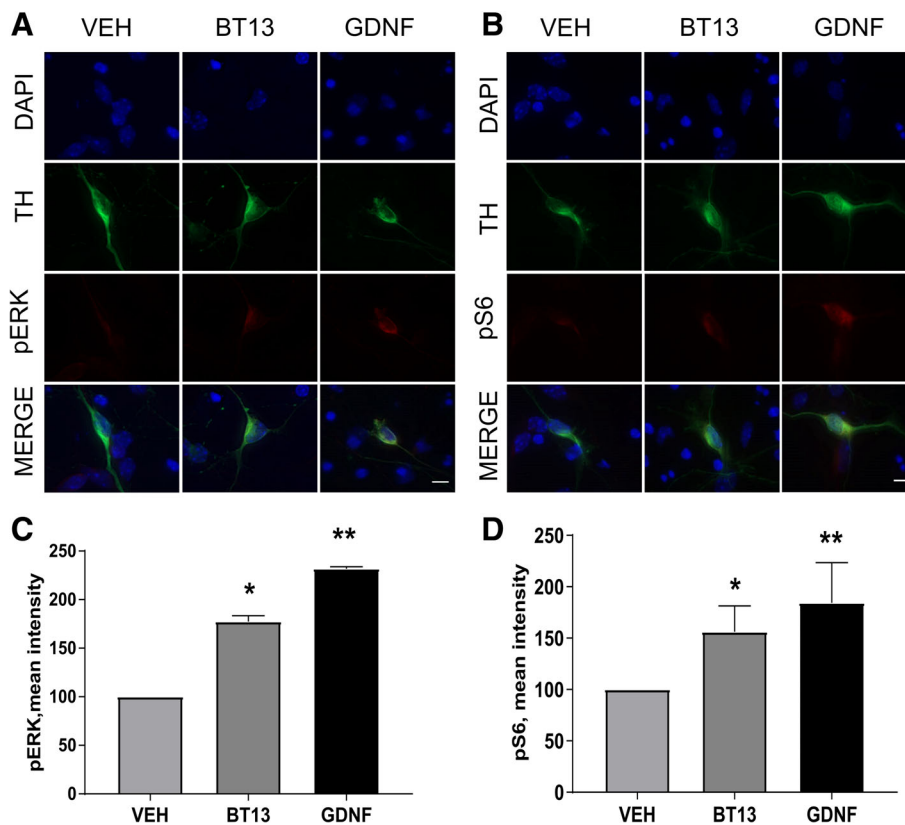 A VEH BT13 GDNF
DAPI
TH
pERK
MERGE
B VEH BT13 GDNF
DAPI
TH
pS6
MERGE
C
pERK,mean intensity
250
200
150
100
50
0
VEH BT13 GDNF
*
**
D
pS6, mean intensity
250
200
150
100
50
0
VEH BT13 GDNF
*
**